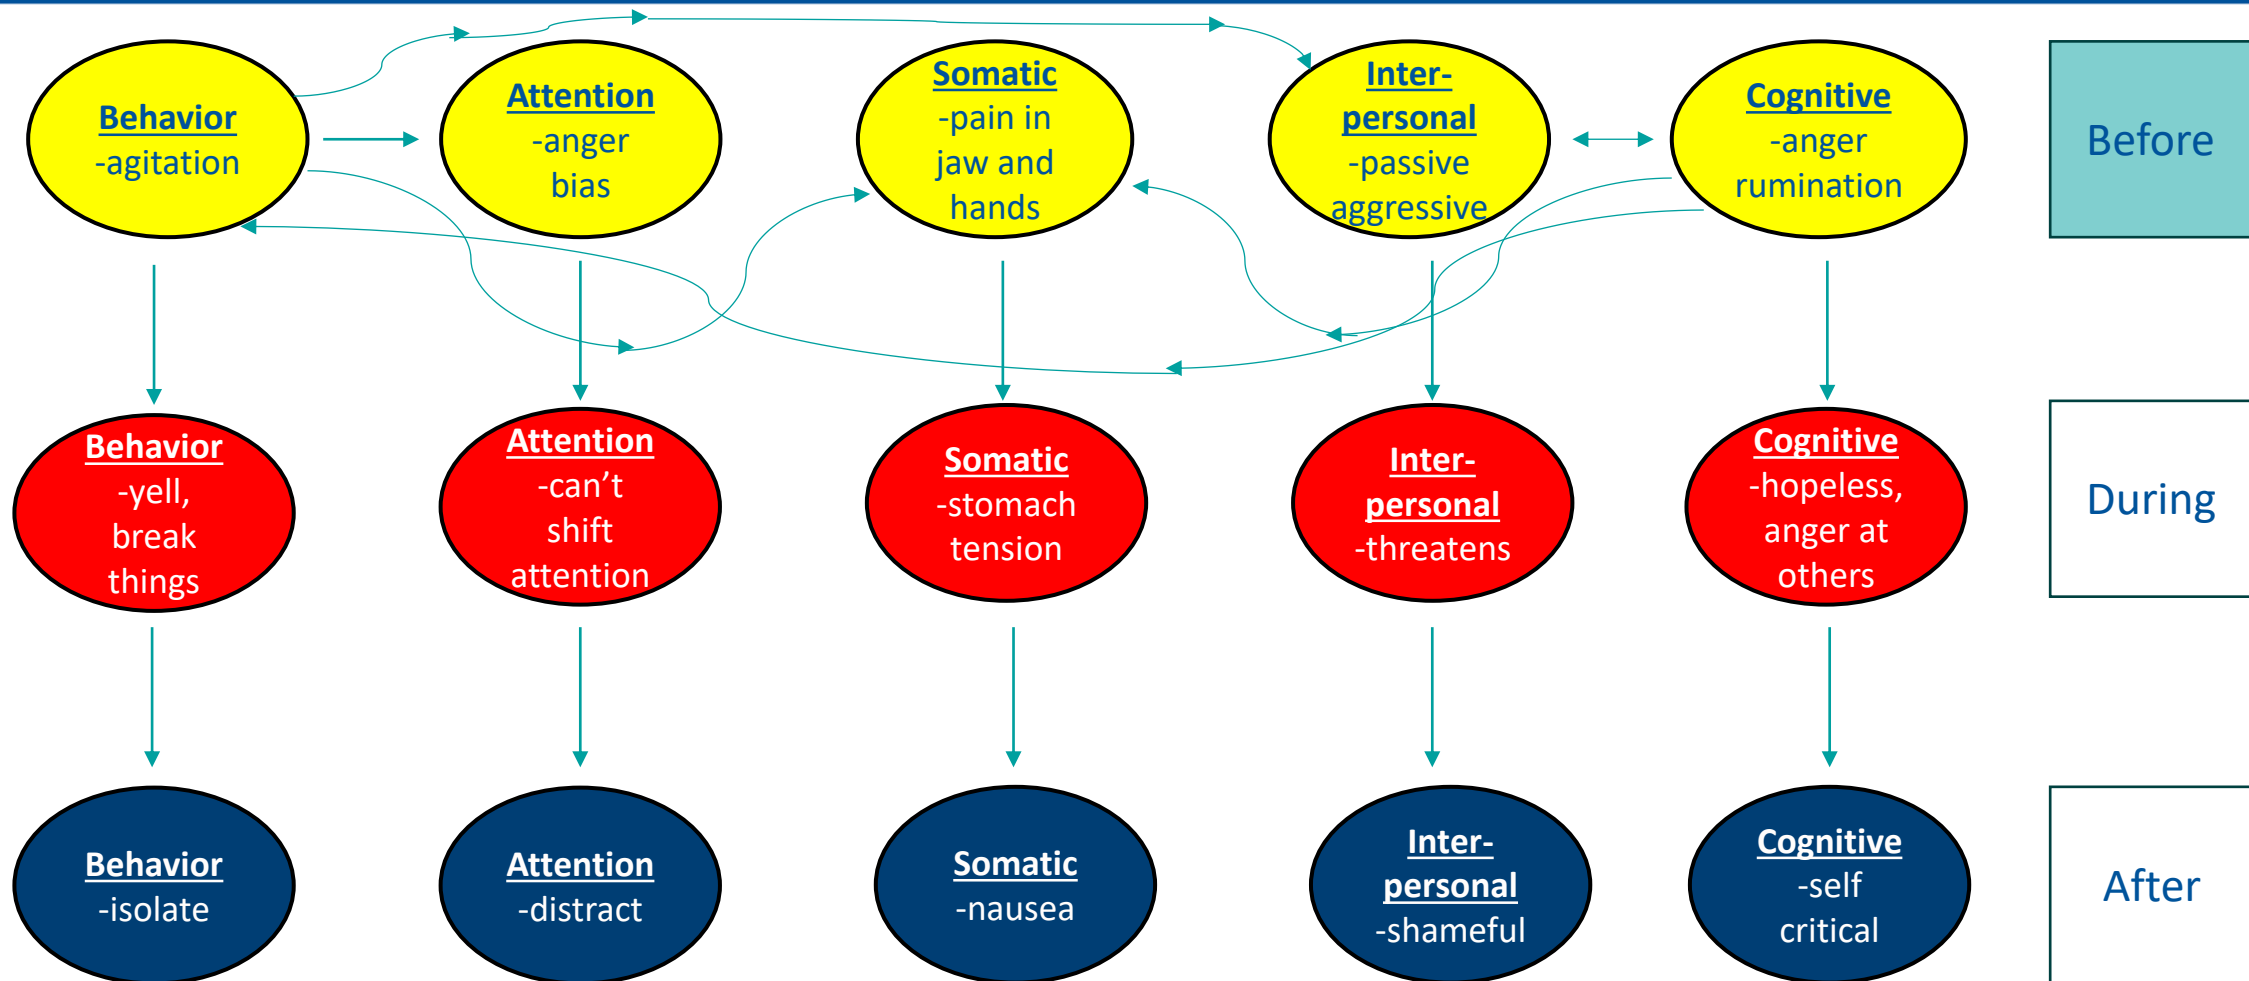 Behavior
-agitation
Attention
-anger
bias
Somatic
-pain in
jaw and
hands
Inter-
personal
-passive
aggressive
Cognitive
-anger
rumination
Before
Behavior
-yell,
break
things
Attention
-can’t
shift
attention
Somatic
-stomach
tension
Inter-
personal
-threatens
Cognitive
-hopeless,
anger at
others
During
Behavior
-isolate
Attention
-distract
Somatic
-nausea
Inter-
personal
-shameful
Cognitive
-self
critical
After